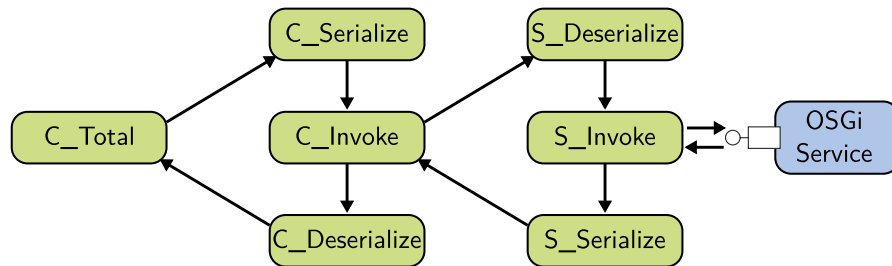 C_Serialize
S_Deserialize
C_Total
C_Invoke
S_Invoke
OSGi
Service
C_Deserialize
S_Serialize